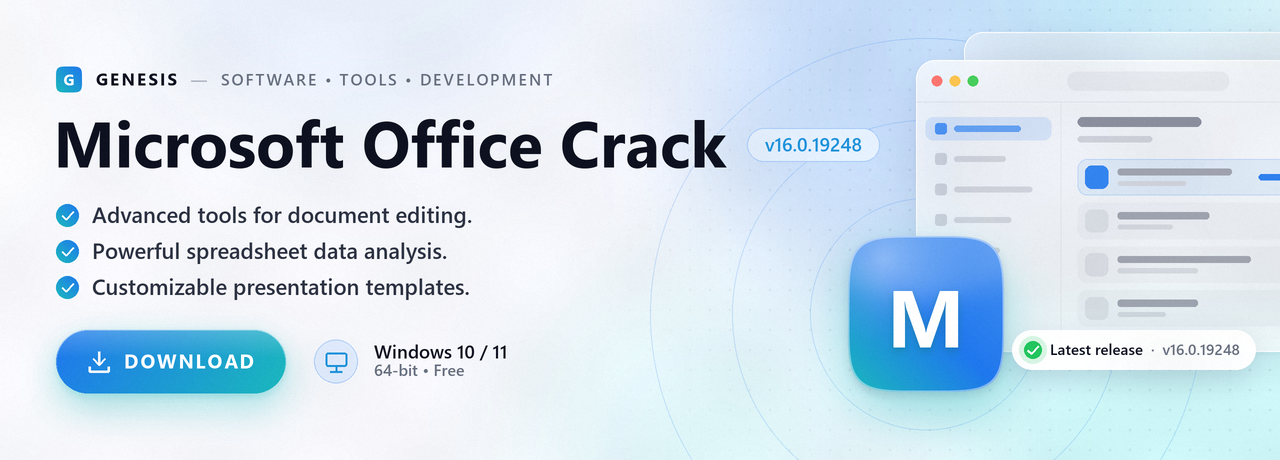 G GENESIS — SOFTWARE • TOOLS • DEVELOPMENT
Microsoft Office Crack v16.0.19248
Advanced tools for document editing.
Powerful spreadsheet data analysis.
Customizable presentation templates.
DOWNLOAD
Windows 10 / 11
64-bit • Free
M
Latest release · v16.0.19248